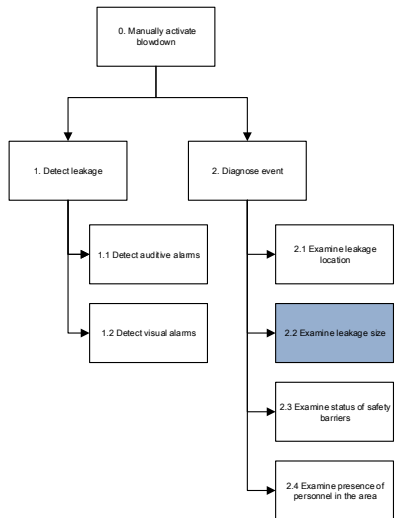 0. Manually activate
blowdown
1. Detect leakage
2. Diagnose event
1.1 Detect auditive alarms
2.1 Examine leakage
location
1.2 Detect visual alarms
2.2 Examine leakage size
2.3 Examine status of safety
barriers
2.4 Examine presence of
personnel in the area